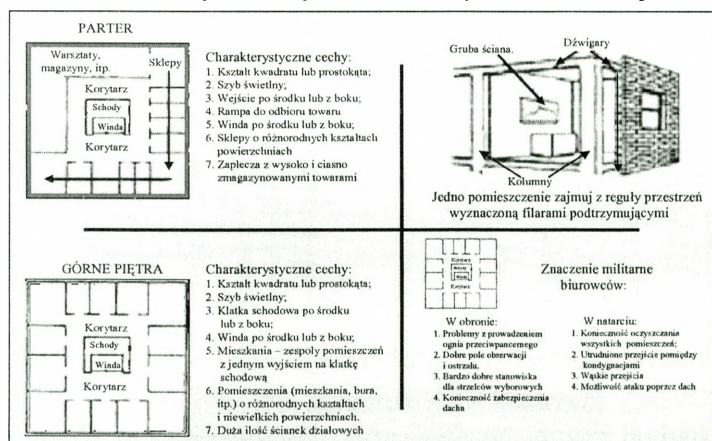 PARTER
Warsztaty,
magazyny, itp.
Sklepy
Korytarz
Schody
Winda
Korytarz
Charakterystyczne cechy:
1. Kształt kwadratu lub prostokąta;
2. Szyb świetlny;
3. Wejście po środku lub z boku;
4. Rampa do odbioru towaru
5. Winda po środku lub z boku;
6. Sklepy o różnorodnych kształtach
powierzchniach
7. Zaplecza z wysoko i ciasno
zmagazynowanymi towarami
Gruba ściana.
Dźwigary
Kolumny
Jedno pomieszczenie zajmuj z reguły przestrzeń
wyznaczoną filarami podtrzymującymi
GÓRNE PIĘTRA
Korytarz
Schody
Winda
Korytarz
Charakterystyczne cechy:
1. Kształt kwadratu lub prostokąta;
2. Szyb świetlny;
3. Klatka schodowa po środku
lub z boku;
4. Winda po środku lub z boku;
5. Mieszkania – zespoły pomieszczeń
z jednym wyjściem na klatkę
schodową
6. Pomieszczenia (mieszkania, bura,
itp.) o różnorodnych kształtach
i niewielkich powierzchniach.
7. Duża ilość ścianek działowych
Korytarz
Schody
Winda
Korytarz
Znaczenie militarne
biurowców:
W obronie:
1. Problemy z prowadzeniem
ognia przeciwpancernego
2. Dobre pole obserwacji
i ostrzału.
3. Bardzo dobre stanowiska
dla strzelców wyborowych
4. Konieczność zabezpieczenia
dachu
W natarciu:
1. Konieczność oczyszczania
wszystkich pomieszczeń;
2. Utrudnione przejście pomiędzy
kondygnacjami
3. Wąskie przejścia
4. Możliwość ataku poprzez dach